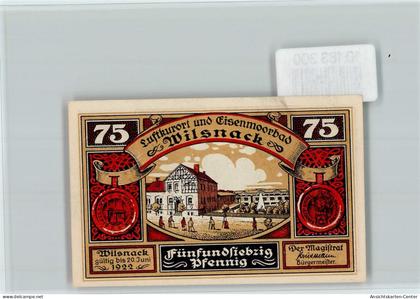 75
Luftkurort und Eisenmoorbad
Wilsnack
75
Wilsnack
gültig bis 20. Juni
1922
Fünfundsiebzig
Pfennig
Der Magistrat
Bürgermeister.